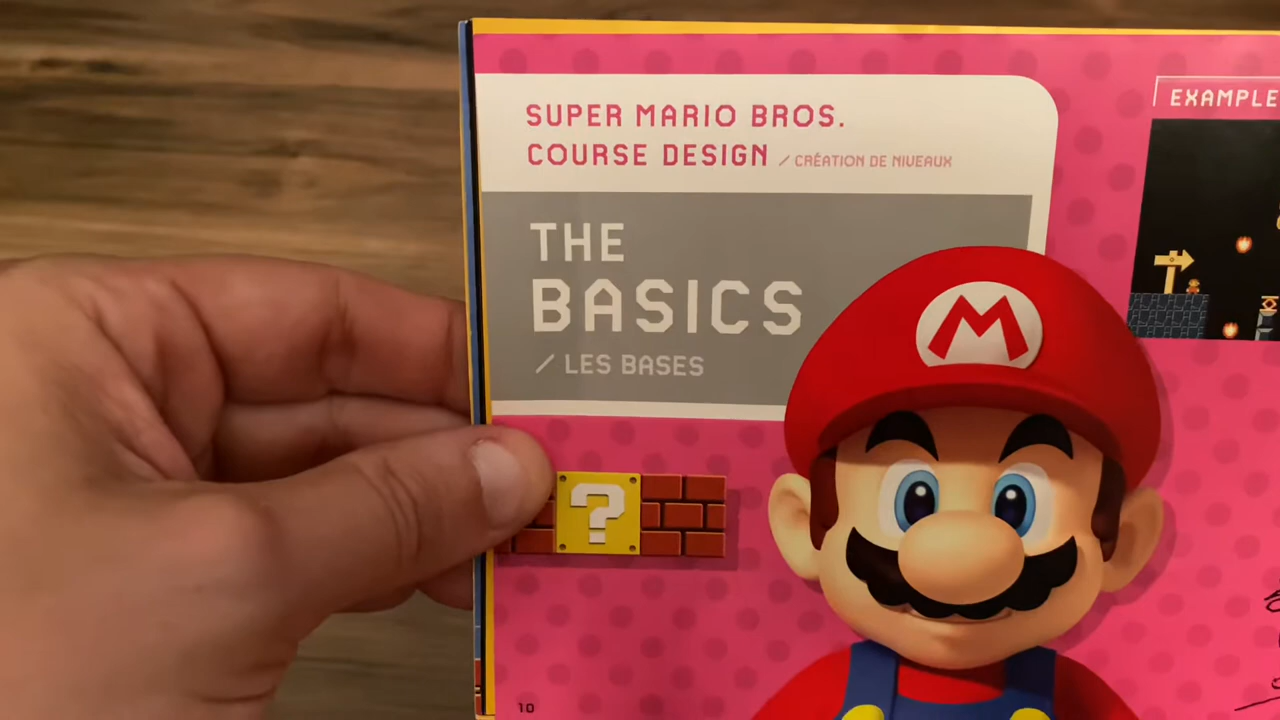 SUPER MARIO BROS.
COURSE DESIGN / CRÉATION DE NIVEAUX
THE
BASICS
/ LES BASES
EXAMPLE
M
?
10